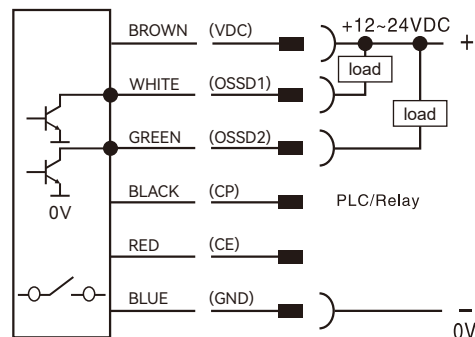 BROWN (VDC) +12~24VDC +
load
WHITE (OSSD1)
load
GREEN (OSSD2)
BLACK (CP) PLC/Relay
0V
RED (CE)
BLUE (GND) −
0V